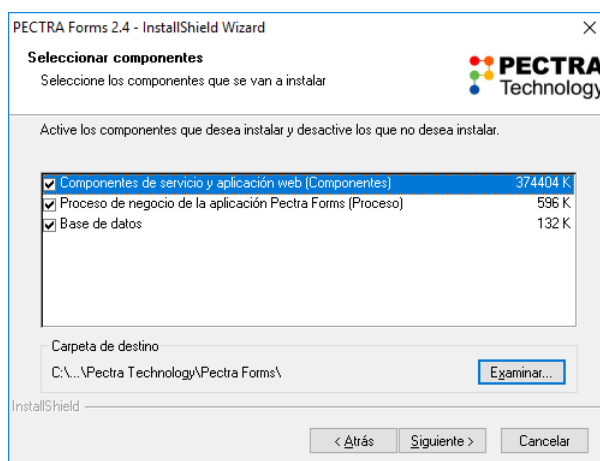 PECTRA Forms 2.4 - InstallShield Wizard
Seleccionar componentes
Seleccione los componentes que se van a instalar
PECTRA
Technology
Active los componentes que desea instalar y desactive los que no desea instalar.
Componentes de servicio y aplicación web (Componentes) 374404 K
Proceso de negocio de la aplicación Pectra Forms (Proceso) 596 K
Base de datos 132 K
Carpeta de destino
C:\...\Pectra Technology\Pectra Forms\ Examinar...
InstallShield
< Atrás Siguiente > Cancelar